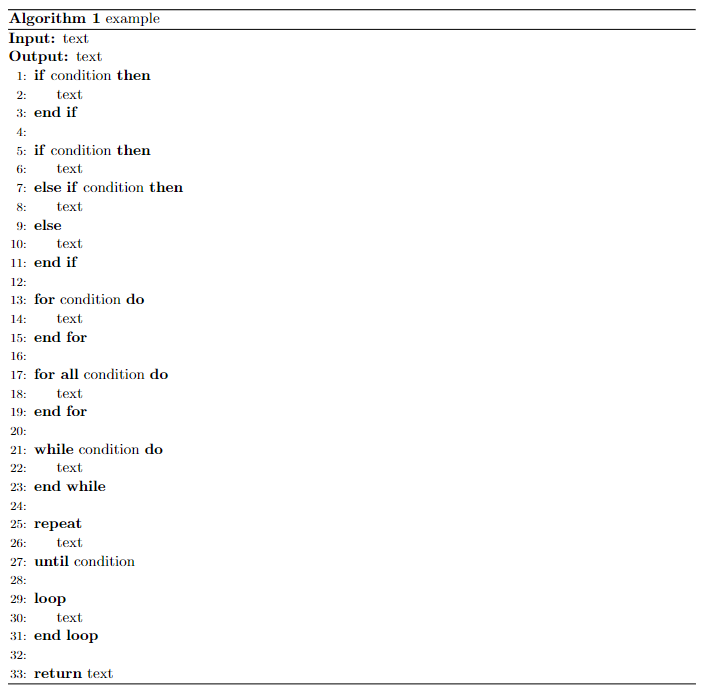 Algorithm 1 example
Input: text
Output: text
1: if condition then
2: text
3: end if
4:
5: if condition then
6: text
7: else if condition then
8: text
9: else
10: text
11: end if
12:
13: for condition do
14: text
15: end for
16:
17: for all condition do
18: text
19: end for
20:
21: while condition do
22: text
23: end while
24:
25: repeat
26: text
27: until condition
28:
29: loop
30: text
31: end loop
32:
33: return text